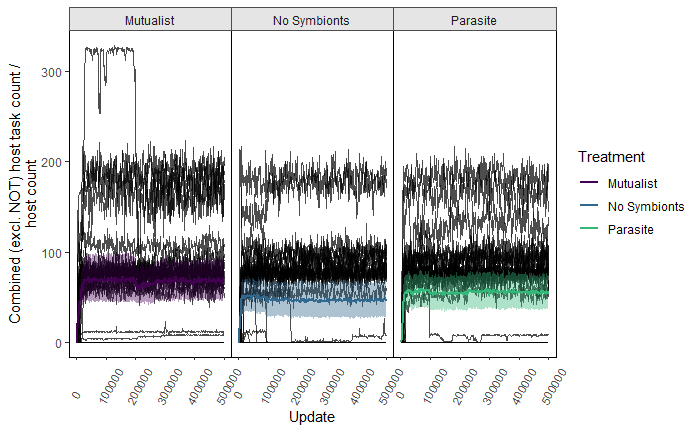 Mutualist
No Symbionts
Parasite
Combined (excl. NOT) host task count /
host count
300
200
100
0
0
100000
200000
300000
400000
500000
0
100000
200000
300000
400000
500000
0
100000
200000
300000
400000
500000
Update
Treatment
Mutualist
No Symbionts
Parasite